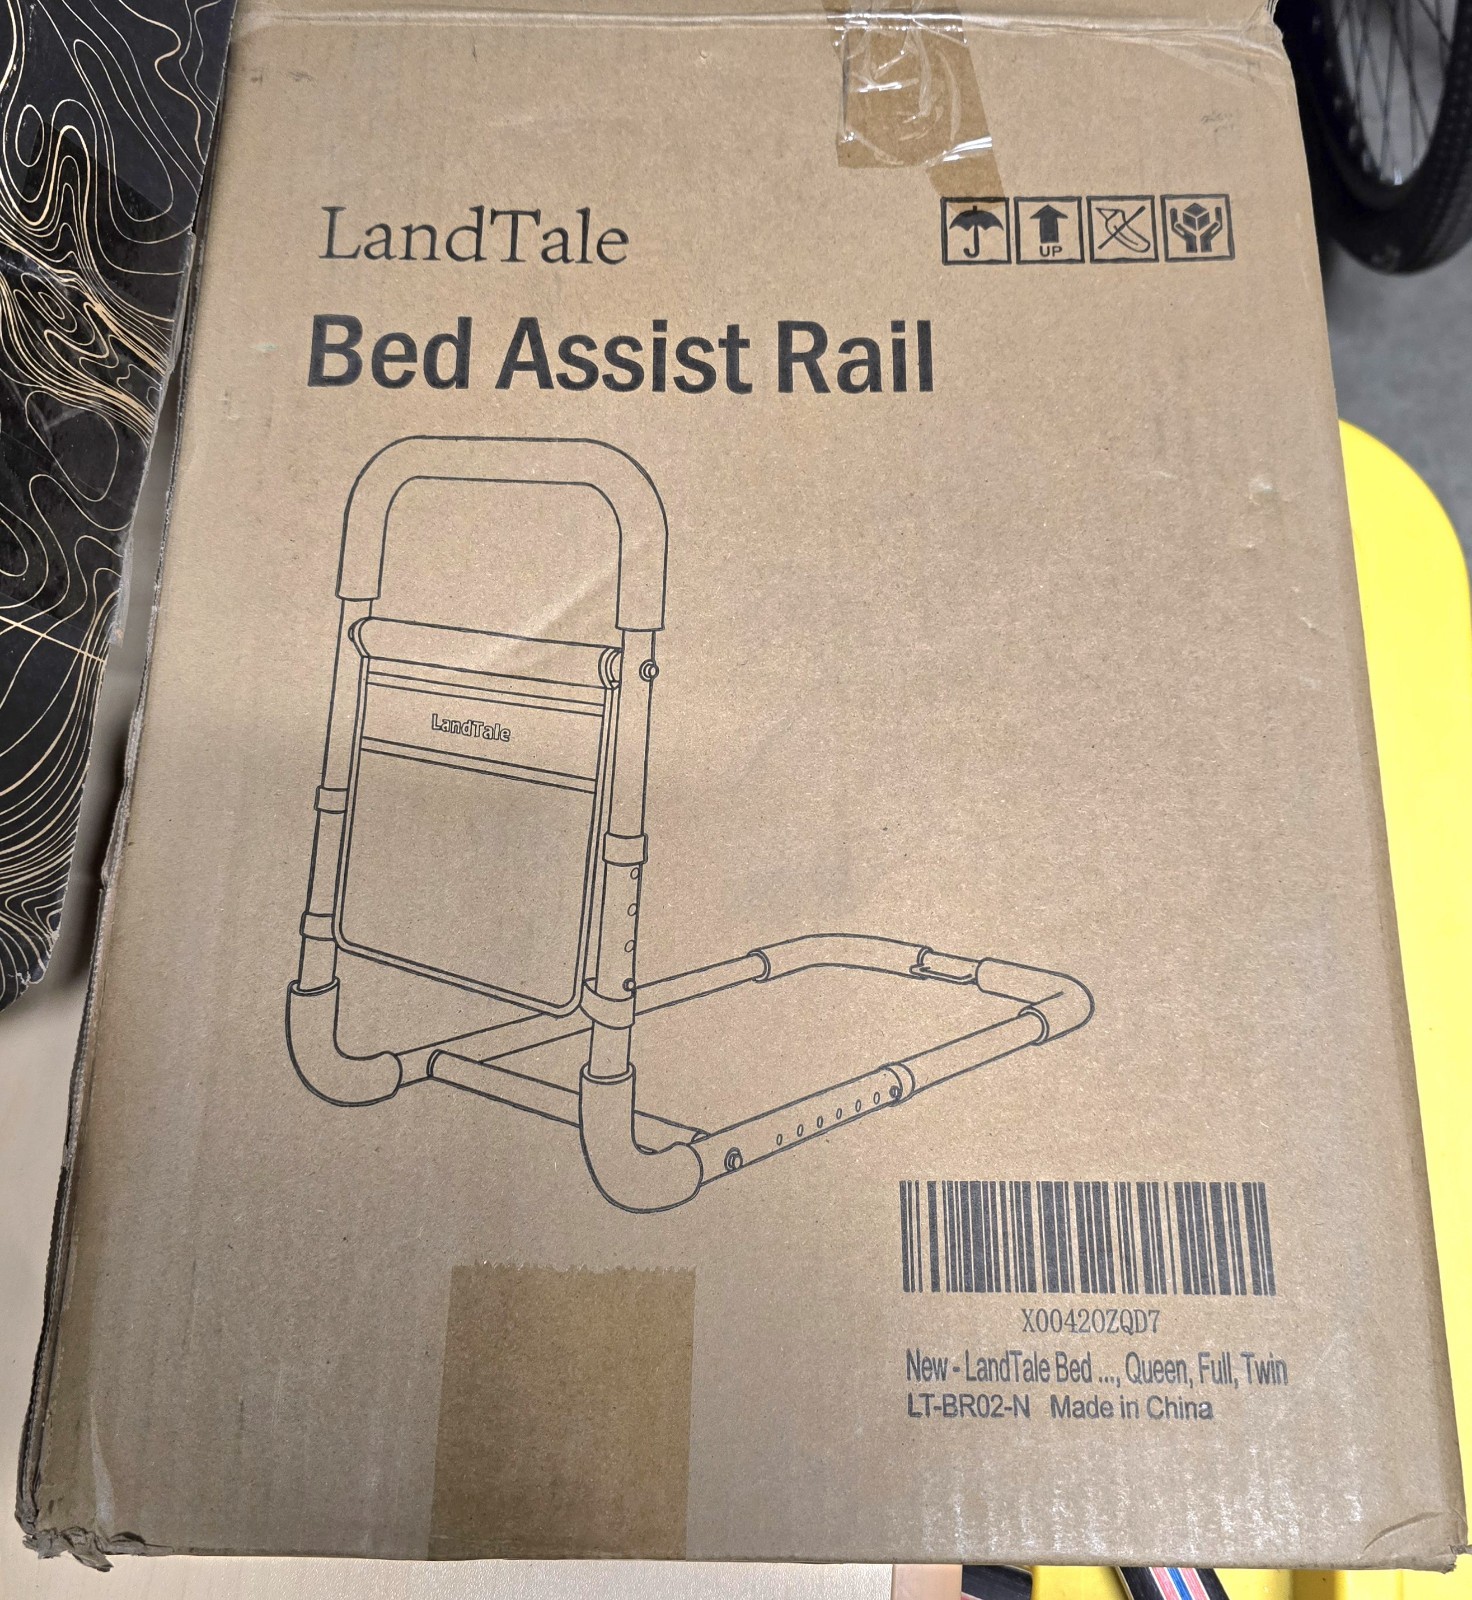 LandTale
UP
Bed Assist Rail
LandTale
X00420ZQD7
New - LandTale Bed ..., Queen, Full, Twin
LT-BR02-N Made in China